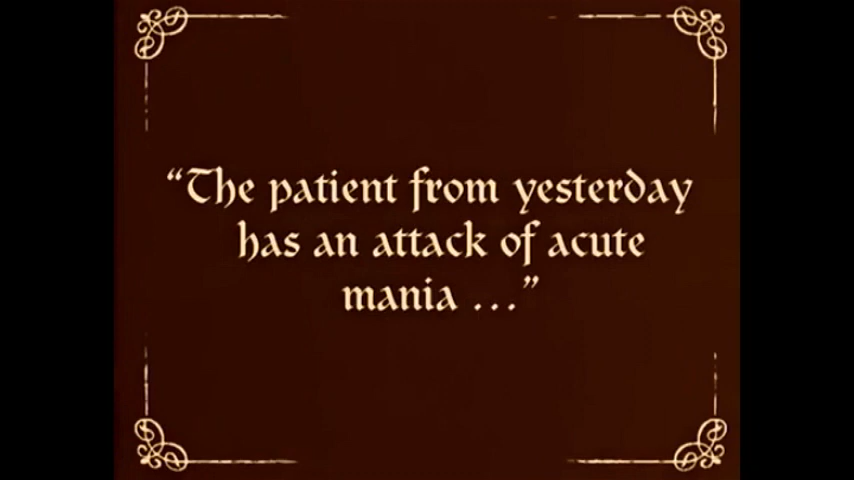 “The patient from yesterday
has an attack of acute
mania ...”